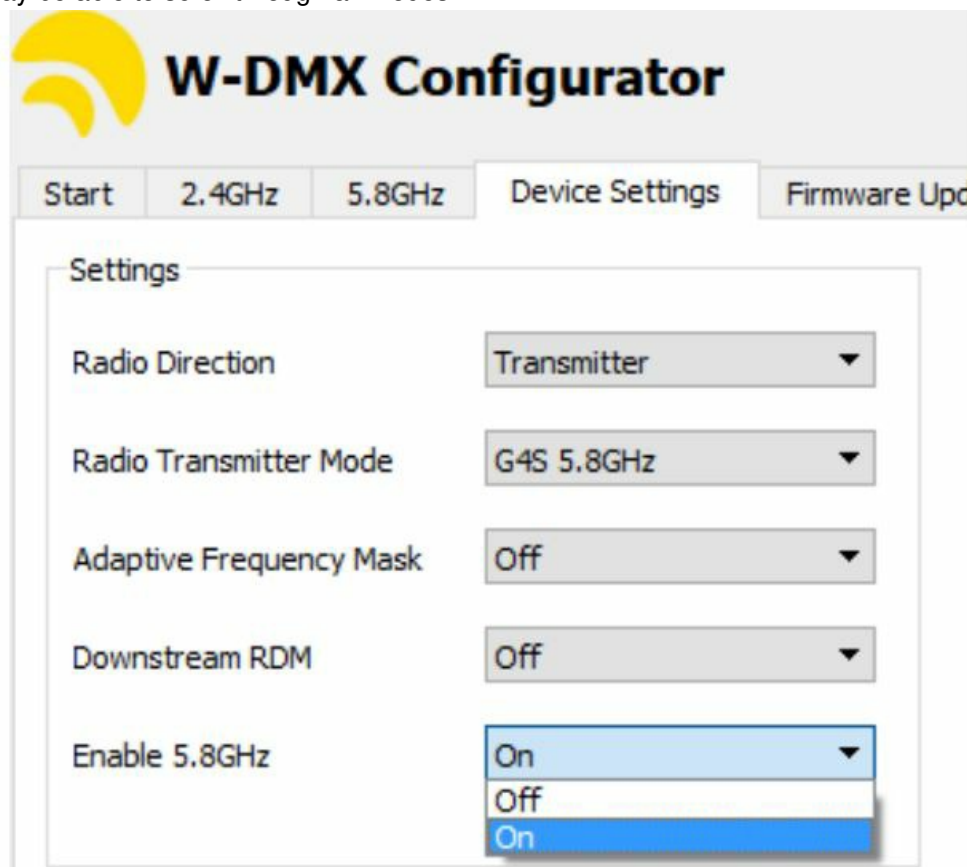 W-DMX Configurator
Start 2.4GHz 5.8GHz Device Settings Firmware Upd
Settings
Radio Direction Transmitter
Radio Transmitter Mode G4S 5.8GHz
Adaptive Frequency Mask Off
Downstream RDM Off
Enable 5.8GHz On
Off
On